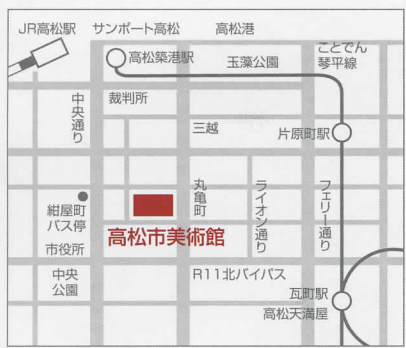 JR高松駅
サンポート高松
高松港
高松築港駅
玉藻公園
ことでん
琴平線
中央通り
裁判所
三越
片原町駅
紺屋町
バス停
丸亀町
ライオン通り
フェリー通り
高松市美術館
市役所
中央
公園
R11北バイパス
瓦町駅
高松天満屋